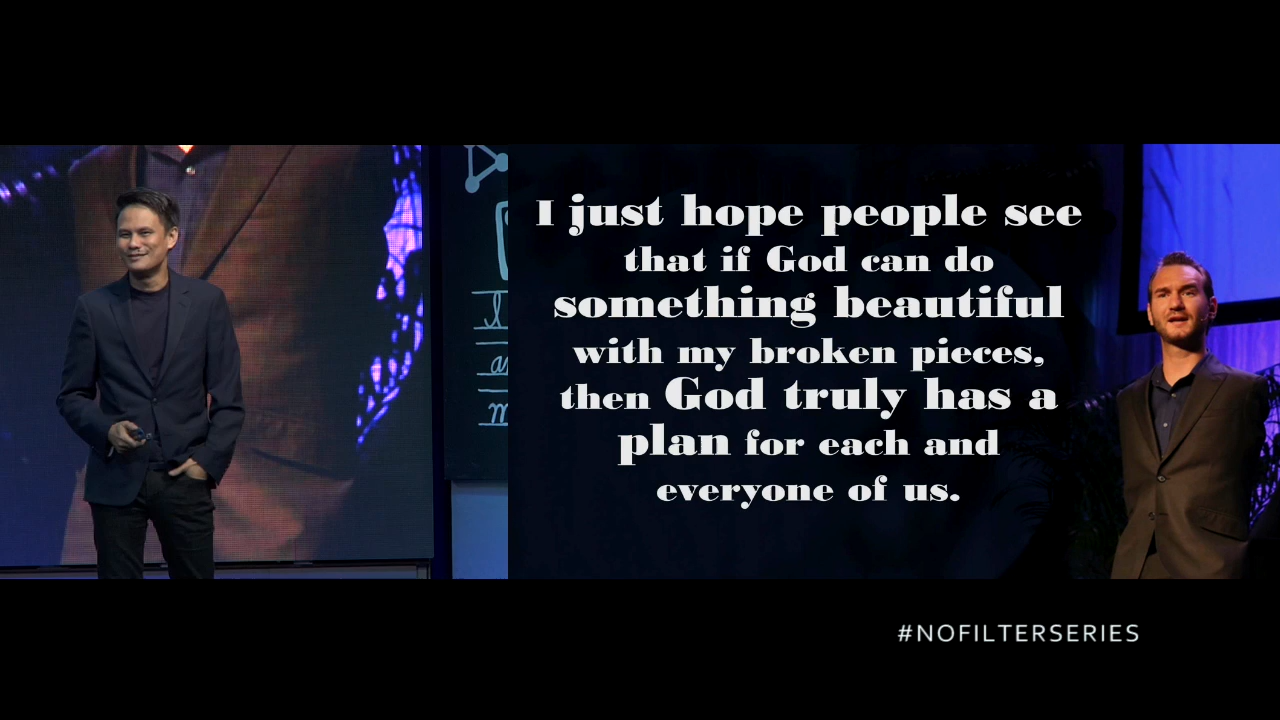 I just hope people see
that if God can do
something beautiful
with my broken pieces,
then God truly has a
plan for each and
everyone of us.
#NOFILTERSERIES